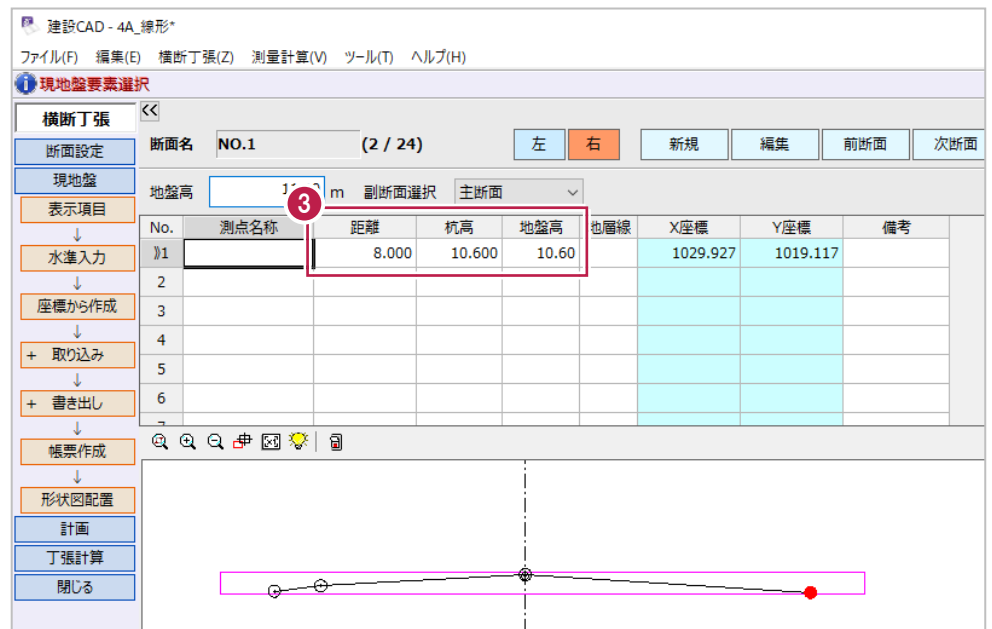 建設CAD - 4A_線形*
ファイル(F) 編集(E) 横断丁張(Z) 測量計算(V) ツール(T) ヘルプ(H)
現地盤要素選択
横断丁張
断面設定
現地盤
表示項目
↓
水準入力
↓
座標から作成
↓
+ 取り込み
↓
+ 書き出し
↓
帳票作成
↓
形状図配置
計画
丁張計算
閉じる
<<
断面名 NO.1 (2 / 24) 左 右 新規 編集 前断面 次断面
地盤高 m 副断面選択 主断面
3
No. 測点名称 距離 杭高 地盤高 地層線 X座標 Y座標 備考
1 8.000 10.600 10.60 1029.927 1019.117
2
3
4
5
6